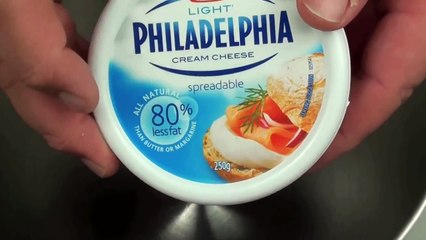 LIGHT
PHILADELPHIA
CREAM CHEESE
spreadable
ALL NATURAL
80%
less fat
THAN BUTTER OR MARGARINE
250g